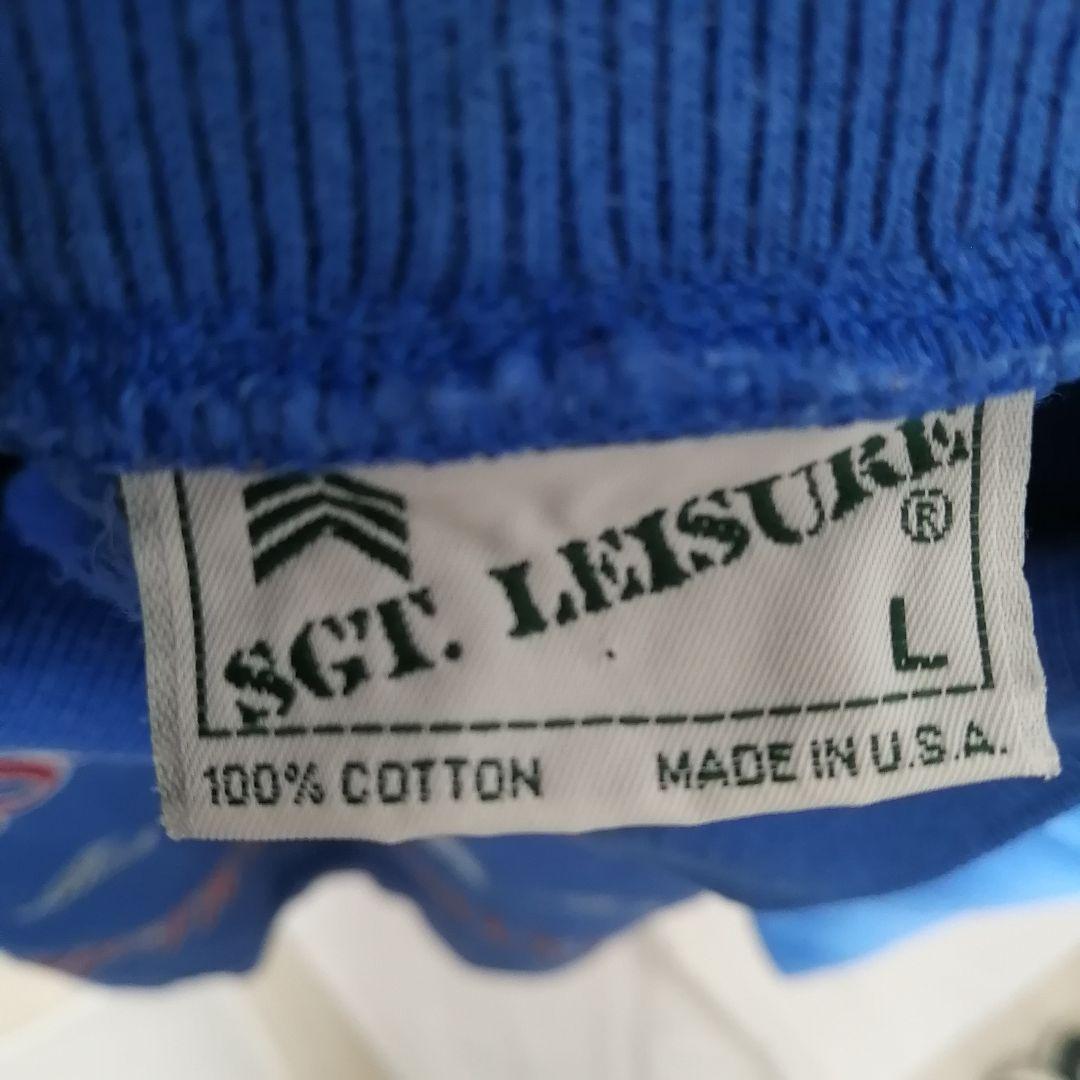 SGT. LEISURE
®
L
100% COTTON MADE IN U.S.A.